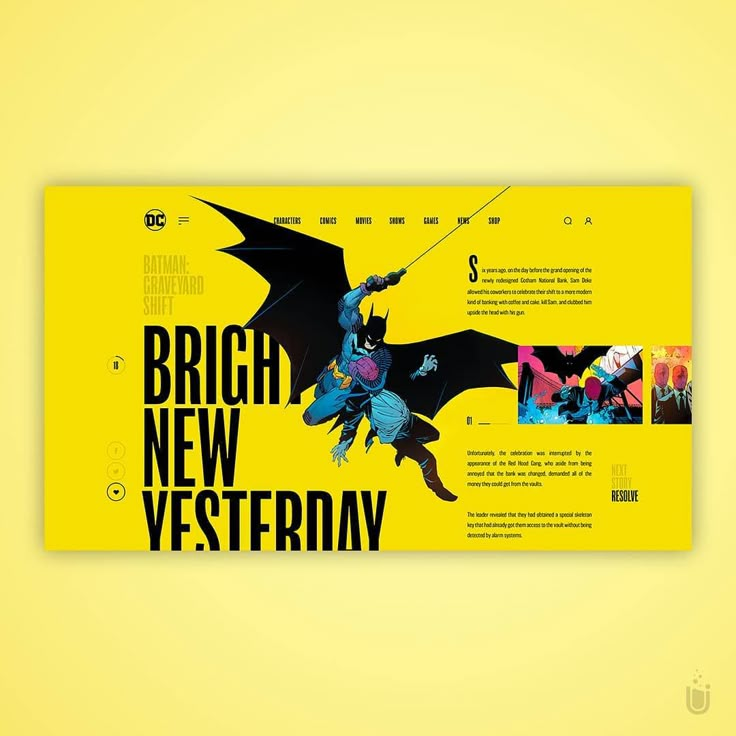 DC
CHARACTERS COMICS MOVIES SHOWS GAMES NEWS SHOP
BATMAN:
GRAVEYARD
SHIFT
BRIGHT
NEW
YESTERDAY
18
Six years ago, on the day before the grand opening of the
newly redesigned Gotham National Bank, Sam Deko
allowed his coworkers to celebrate their shift to a more modern
kind of banking with coffee and cake, kill Sam, and clubbed him
upside the head with his gun.
01
Unfortunately, the celebration was interrupted by the
appearance of the Red Hood Gang, who aside from being
annoyed that the bank was changed, demanded all of the
money they could get from the vaults.
NEXT
STORY
RESOLVE
The leader revealed that they had obtained a special skeleton
key that had already got them access to the vault without being
detected by alarm systems.